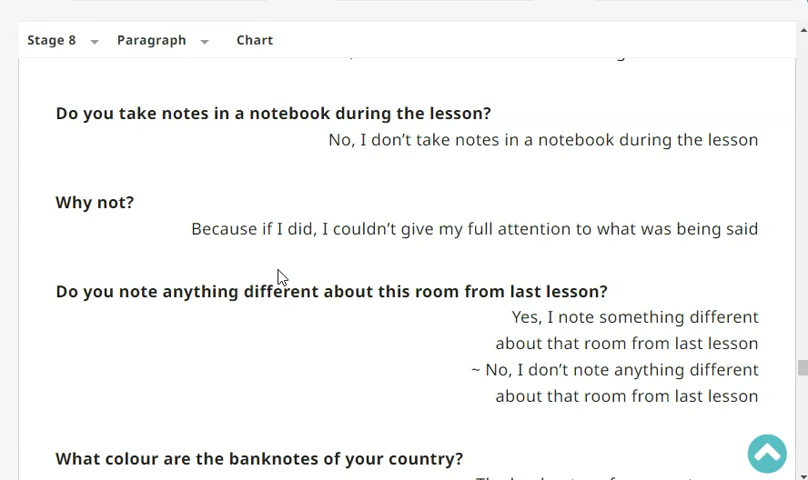 Stage 8 Paragraph Chart
Do you take notes in a notebook during the lesson?
No, I don’t take notes in a notebook during the lesson
Why not?
Because if I did, I couldn’t give my full attention to what was being said
Do you note anything different about this room from last lesson?
Yes, I note something different
about that room from last lesson
~ No, I don’t note anything different
about that room from last lesson
What colour are the banknotes of your country?